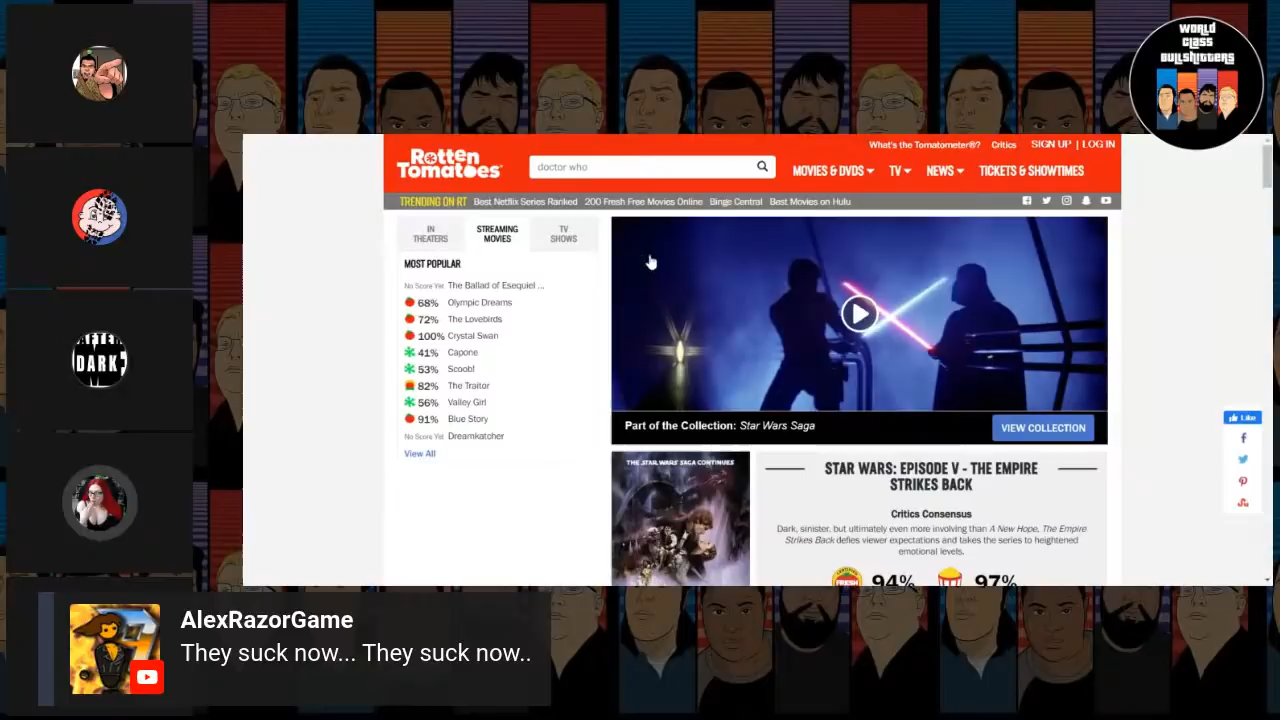 WORLD
CLASS
BULLSHITTERS
What's the Tomatometer®? Critics SIGN UP | LOG IN
Rotten
Tomatoes
doctor who
MOVIES & DVDS TV NEWS TICKETS & SHOWTIMES
TRENDING ON RT Best Netflix Series Ranked 200 Fresh Free Movies Online Binge Central Best Movies on Hulu
IN
THEATERS
STREAMING
MOVIES
TV
SHOWS
MOST POPULAR
No Score Yet The Ballad of Esequiel ...
68% Olympic Dreams
72% The Lovebirds
100% Crystal Swan
41% Capone
53% Scoob!
82% The Traitor
56% Valley Girl
91% Blue Story
No Score Yet Dreamkatcher
View All
Part of the Collection: Star Wars Saga
VIEW COLLECTION
Like
THE STAR WARS SAGA CONTINUES
STAR WARS: EPISODE V - THE EMPIRE
STRIKES BACK
Critics Consensus
Dark, sinister, but ultimately even more involving than A New Hope, The Empire
Strikes Back defies viewer expectations and takes the series to heightened
emotional levels.
FRESH 94% 97%
AFTER
DARK
AlexRazorGame
They suck now... They suck now..